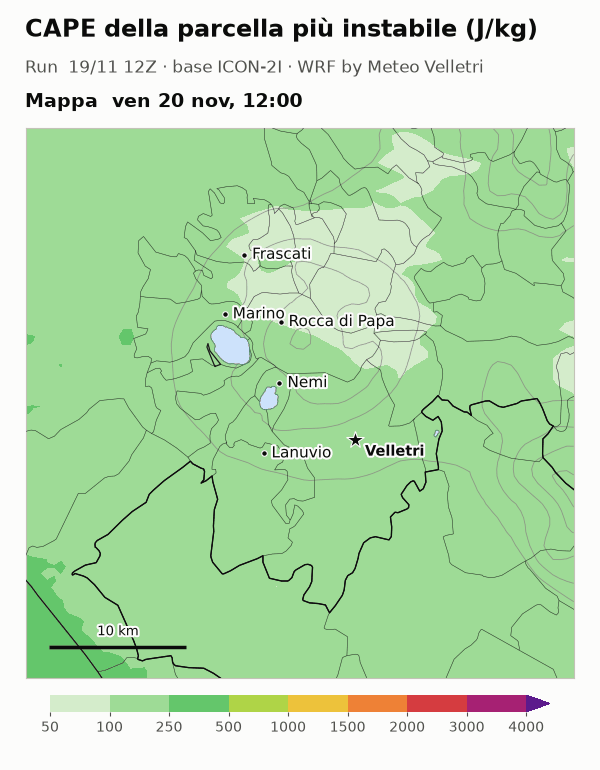 CAPE della parcella più instabile (J/kg)
Run  19/11 12Z · base ICON-2I · WRF by Meteo Velletri
Mappa  ven 20 nov, 12:00
Frascati
Marino
Rocca di Papa
Nemi
Velletri
Lanuvio
10 km
50 100 250 500 1000 1500 2000 3000 4000